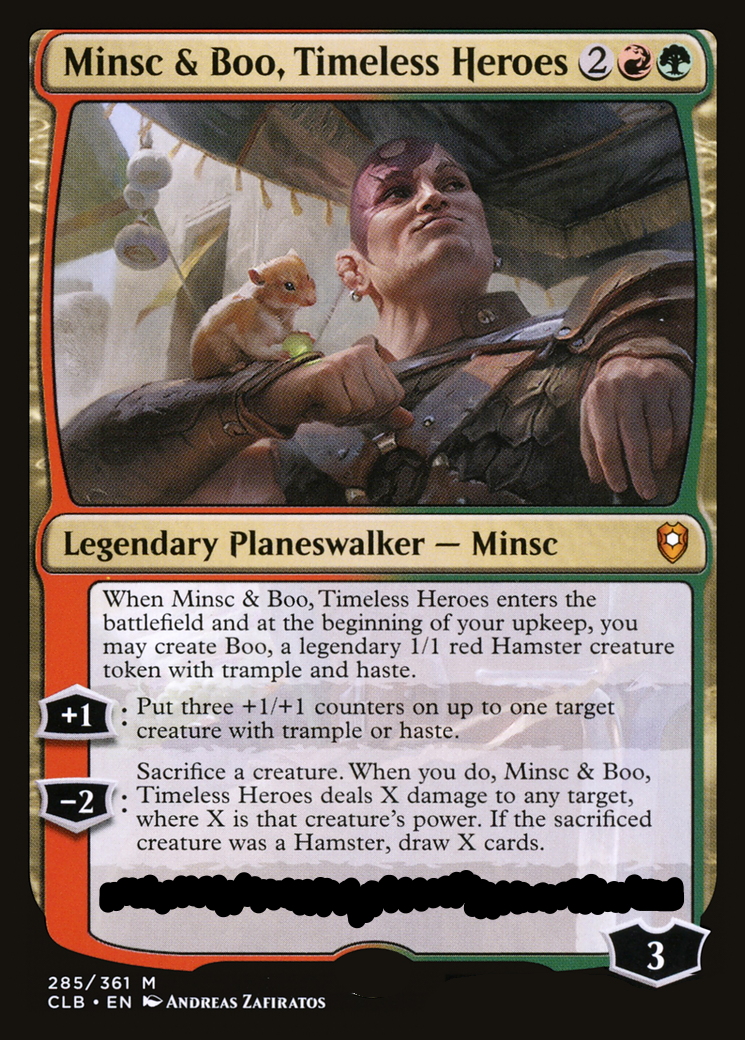 Minsc & Boo, Timeless Heroes 2
Legendary Planeswalker — Minsc
When Minsc & Boo, Timeless Heroes enters the
battlefield and at the beginning of your upkeep, you
may create Boo, a legendary 1/1 red Hamster creature
token with trample and haste.
+1 : Put three +1/+1 counters on up to one target
creature with trample or haste.
−2 : Sacrifice a creature. When you do, Minsc & Boo,
Timeless Heroes deals X damage to any target,
where X is that creature's power. If the sacrificed
creature was a Hamster, draw X cards.
3
285/361 M
CLB • EN Andreas Zafiratos